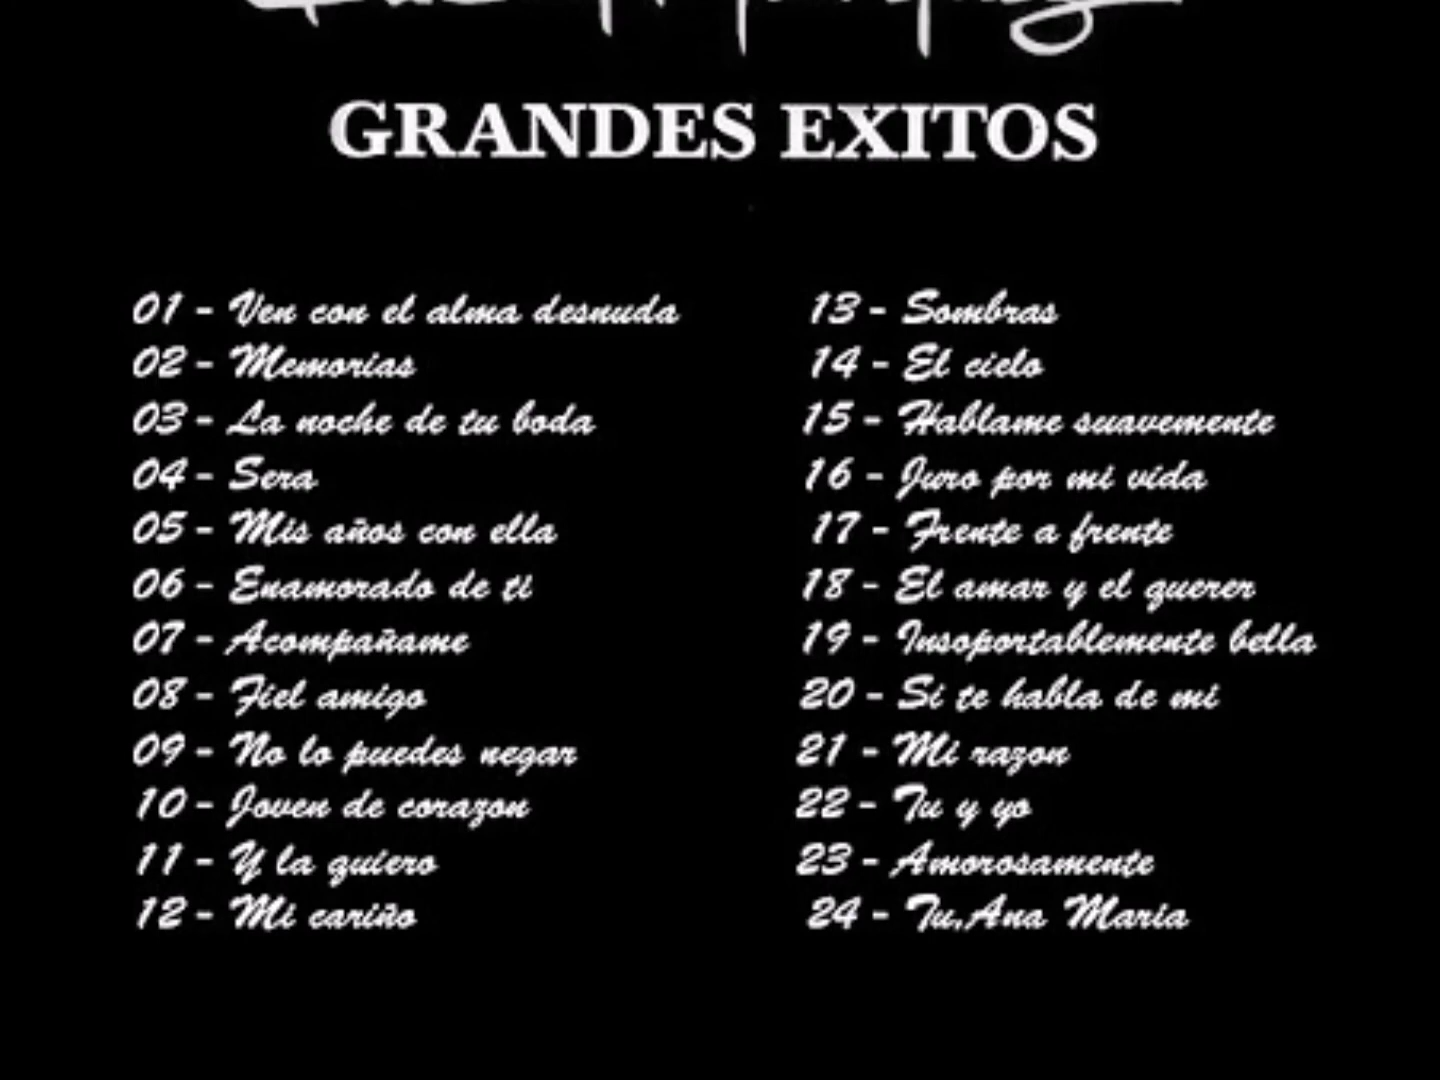 GRANDES EXITOS
01 - Ven con el alma desnuda
02 - Memorias
03 - La noche de tu boda
04 - Sera
05 - Mis años con ella
06 - Enamorado de ti
07 - Acompañame
08 - Fiel amigo
09 - No lo puedes negar
10 - Joven de corazon
11 - Y la quiero
12 - Mi cariño
13 - Sombras
14 - El cielo
15 - Hablame suavemente
16 - Juro por mi vida
17 - Frente a frente
18 - El amar y el querer
19 - Insoportablemente bella
20 - Si te habla de mi
21 - Mi razon
22 - Tu y yo
23 - Amorosamente
24 - Tu,Ana Maria